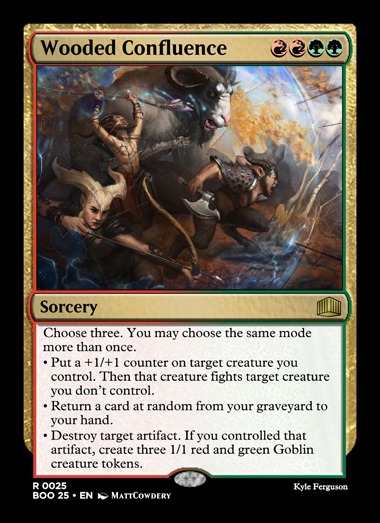 Wooded Confluence
Sorcery
Choose three. You may choose the same mode
more than once.
• Put a +1/+1 counter on target creature you
control. Then that creature fights target creature
you don't control.
• Return a card at random from your graveyard to
your hand.
• Destroy target artifact. If you controlled that
artifact, create three 1/1 red and green Goblin
creature tokens.
R 0025
BOO 25 • EN MattCowdery
Kyle Ferguson